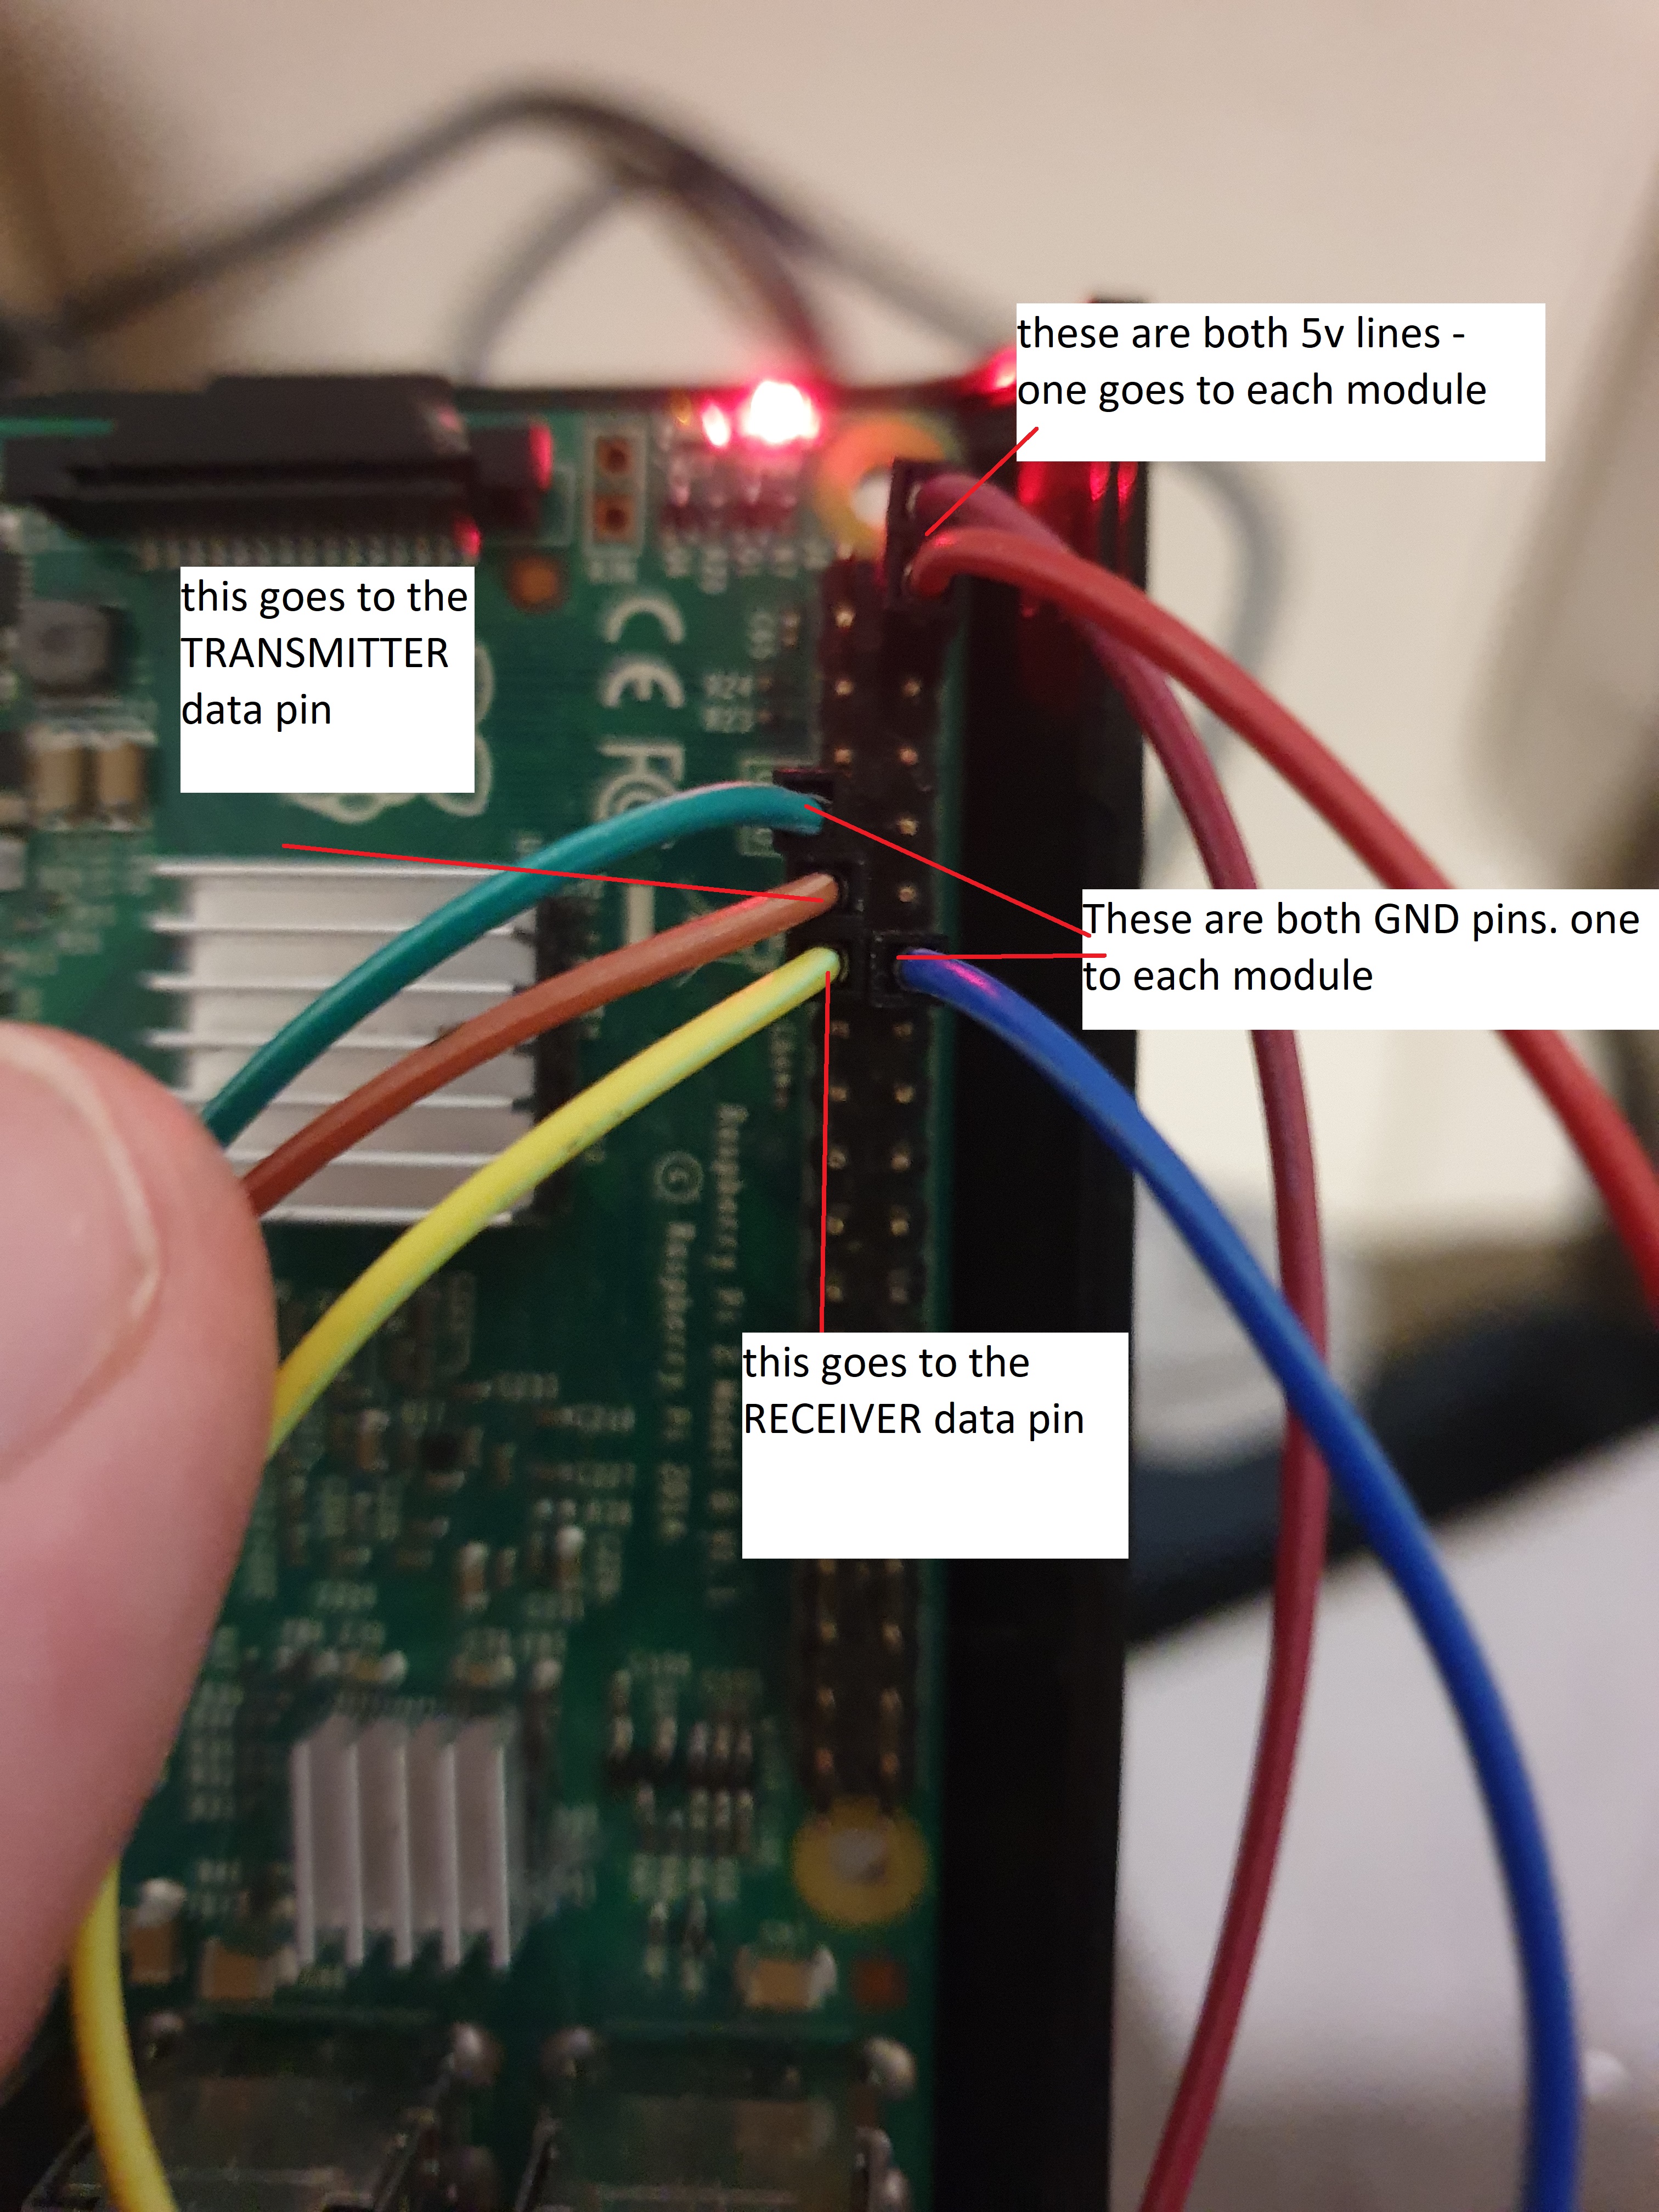 this goes to the
TRANSMITTER
data pin
this goes to the
RECEIVER data pin
These are both GND pins. one
to each module
these are both 5v lines -
one goes to each module
© Raspberry Pi 2014
Raspberry Pi 2 Model B V1.1
FC CE